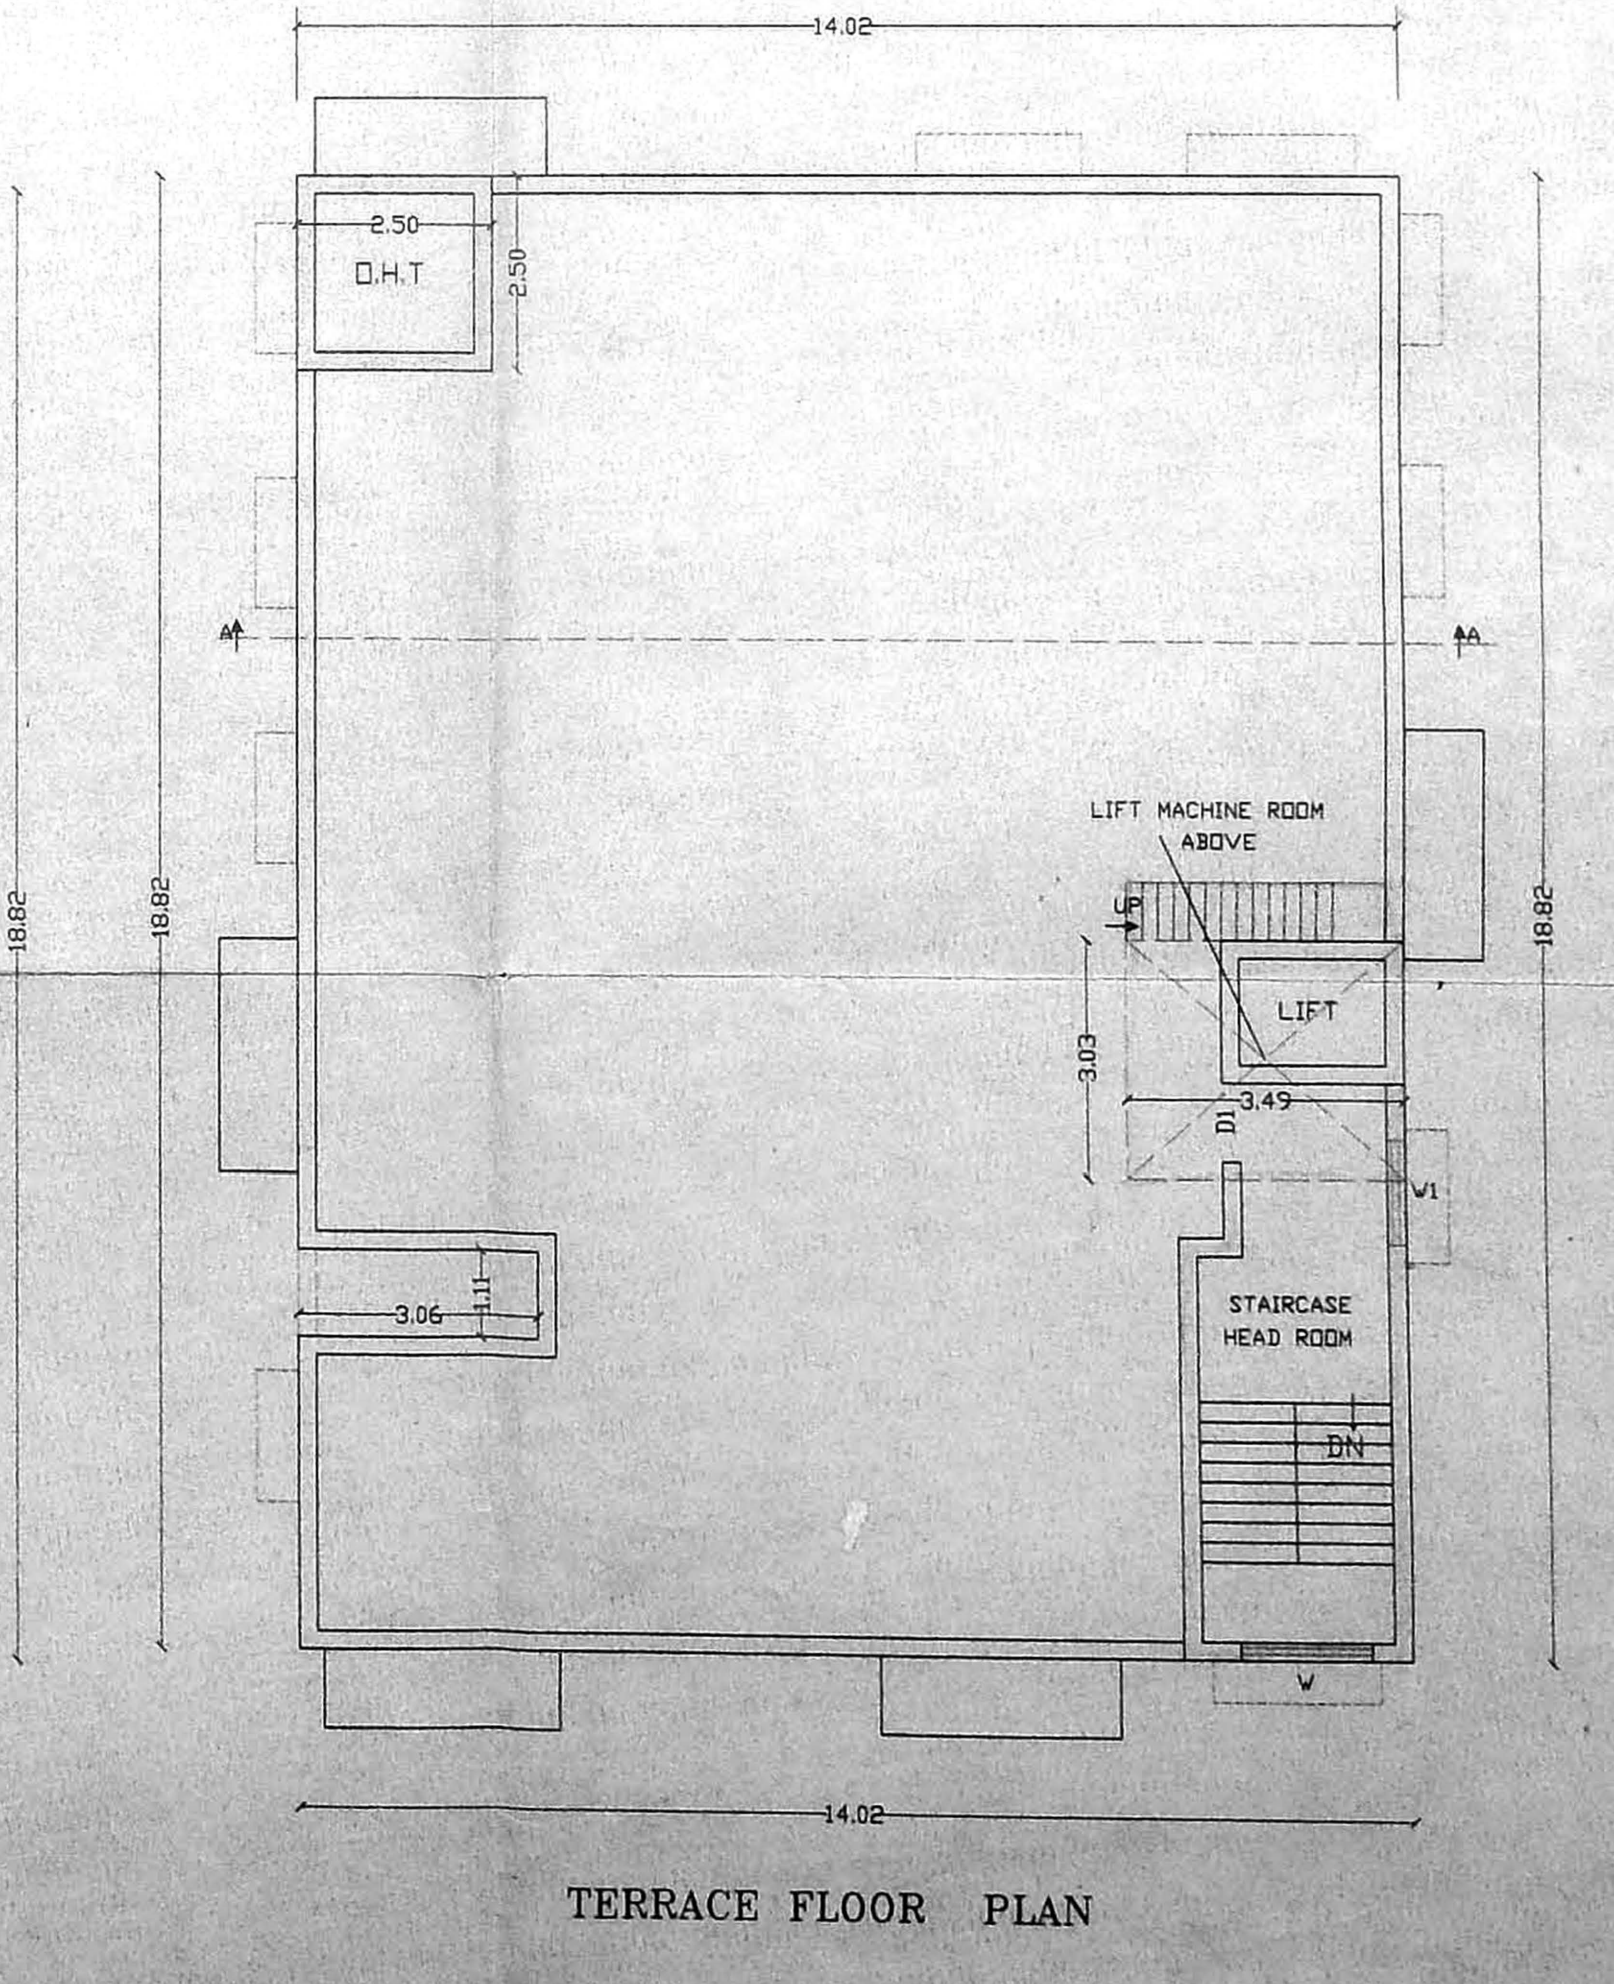 14.02
2.50
O.H.T
2.50
A
A
LIFT MACHINE ROOM
ABOVE
UP
18.82
18.82
18.82
LIFT
3.03
3.49
D1
W1
1.11
3.06
STAIRCASE
HEAD ROOM
DN
W
14.02
TERRACE FLOOR PLAN